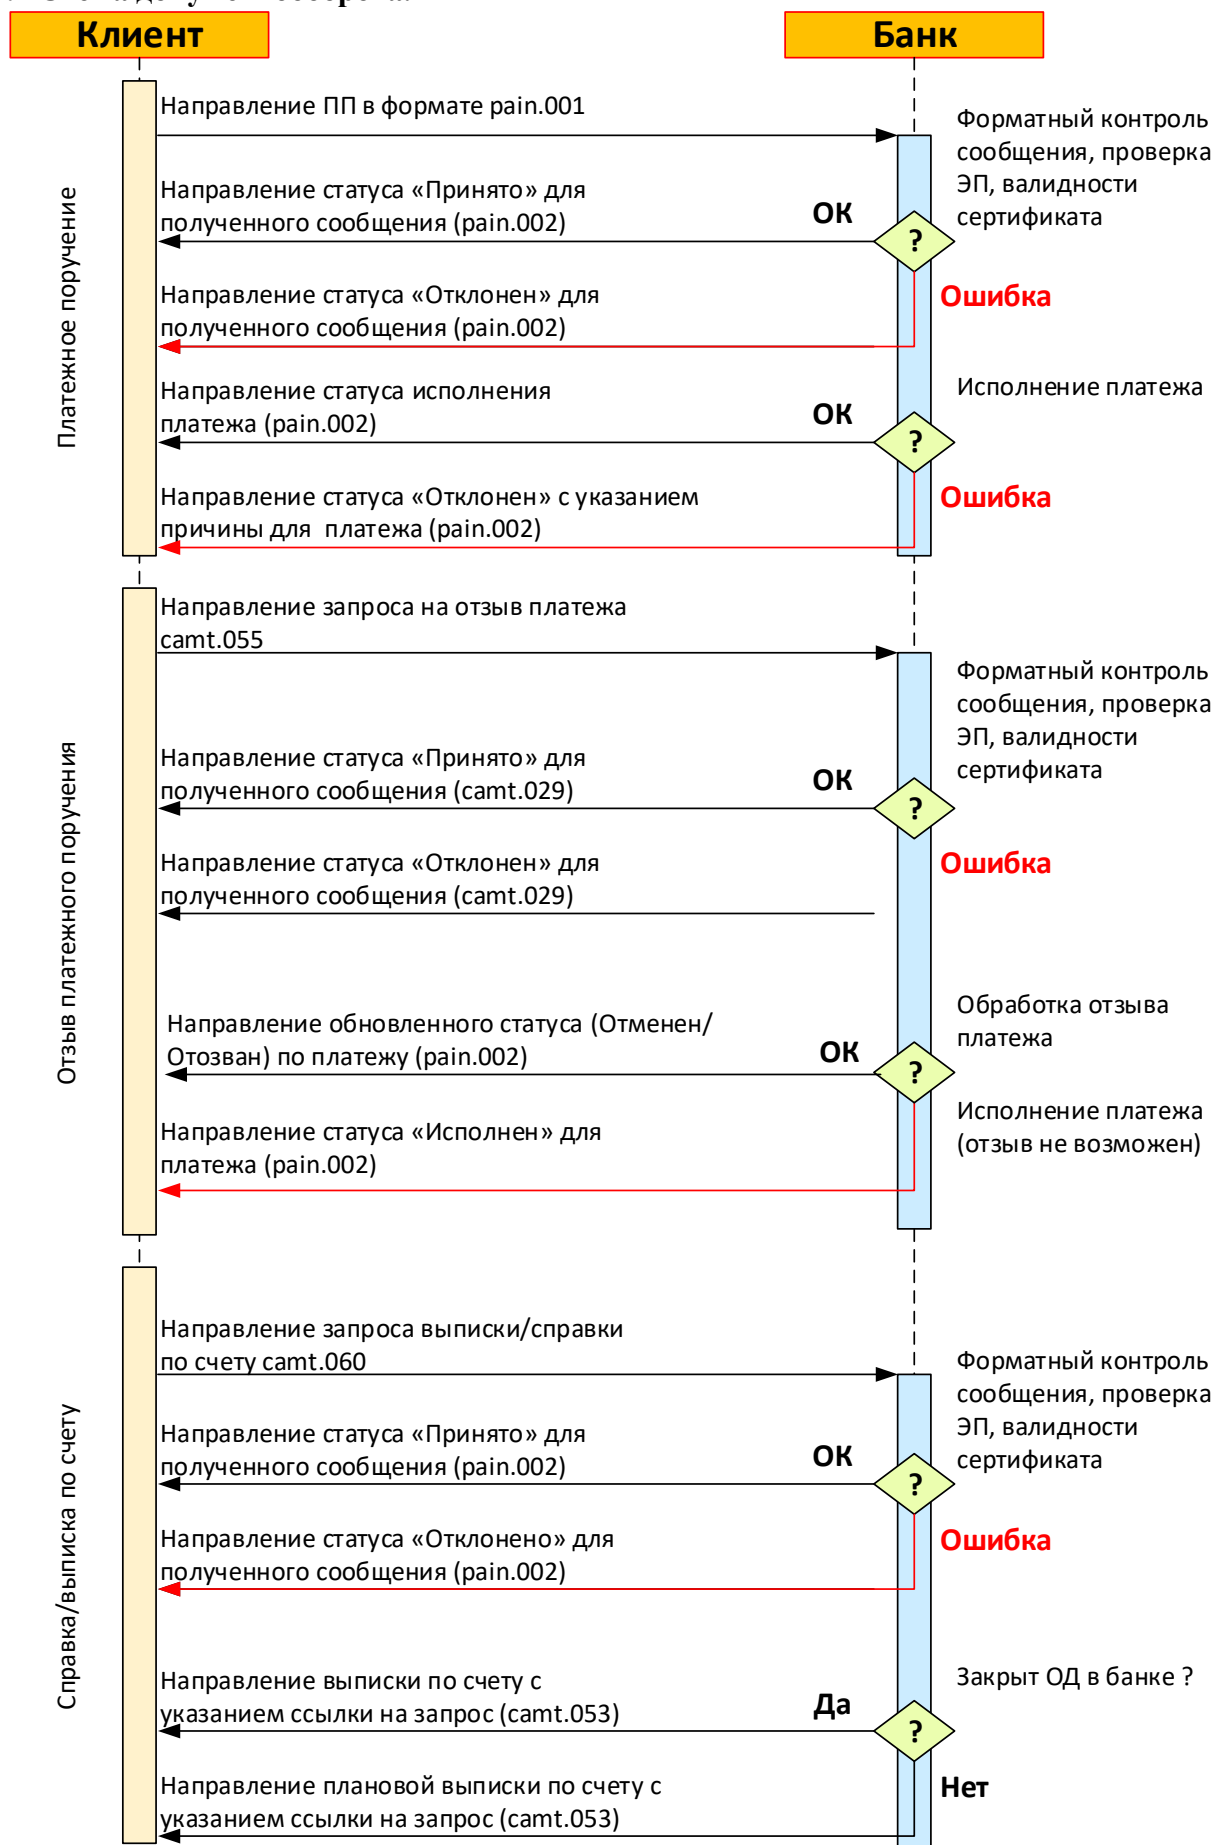 Клиент
Банк
Платежное поручение
Направление ПП в формате pain.001
Форматный контроль
сообщения, проверка
ЭП, валидности
сертификата
Направление статуса «Принято» для
полученного сообщения (pain.002)
ОК
?
Направление статуса «Отклонен» для
полученного сообщения (pain.002)
Ошибка
Направление статуса исполнения
платежа (pain.002)
ОК
?
Исполнение платежа
Направление статуса «Отклонен» с указанием
причины для платежа (pain.002)
Ошибка
Отзыв платежного поручения
Направление запроса на отзыв платежа
camt.055
Форматный контроль
сообщения, проверка
ЭП, валидности
сертификата
Направление статуса «Принято» для
полученного сообщения (camt.029)
ОК
?
Направление статуса «Отклонен» для
полученного сообщения (camt.029)
Ошибка
Обработка отзыва
платежа
Направление обновленного статуса (Отменен/
Отозван) по платежу (pain.002)
ОК
?
Направление статуса «Исполнен» для
платежа (pain.002)
Исполнение платежа
(отзыв не возможен)
Справка/выписка по счету
Направление запроса выписки/справки
по счету camt.060
Форматный контроль
сообщения, проверка
ЭП, валидности
сертификата
Направление статуса «Принято» для
полученного сообщения (pain.002)
ОК
?
Направление статуса «Отклонено» для
полученного сообщения (pain.002)
Ошибка
Направление выписки по счету с
указанием ссылки на запрос (camt.053)
Да
?
Закрыт ОД в банке ?
Направление плановой выписки по счету с
указанием ссылки на запрос (camt.053)
Нет